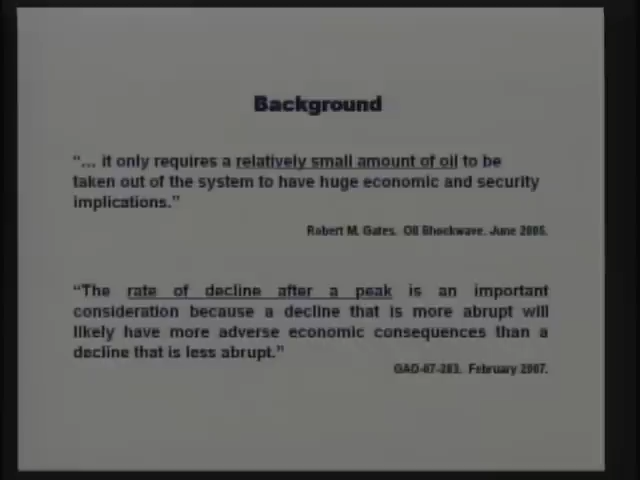 Background
“... it only requires a relatively small amount of oil to be
taken out of the system to have huge economic and security
implications.”
Robert M. Gates. Oil Shockwave. June 2005.
“The rate of decline after a peak is an important
consideration because a decline that is more abrupt will
likely have more adverse economic consequences than a
decline that is less abrupt.”
GAO-07-283. February 2007.